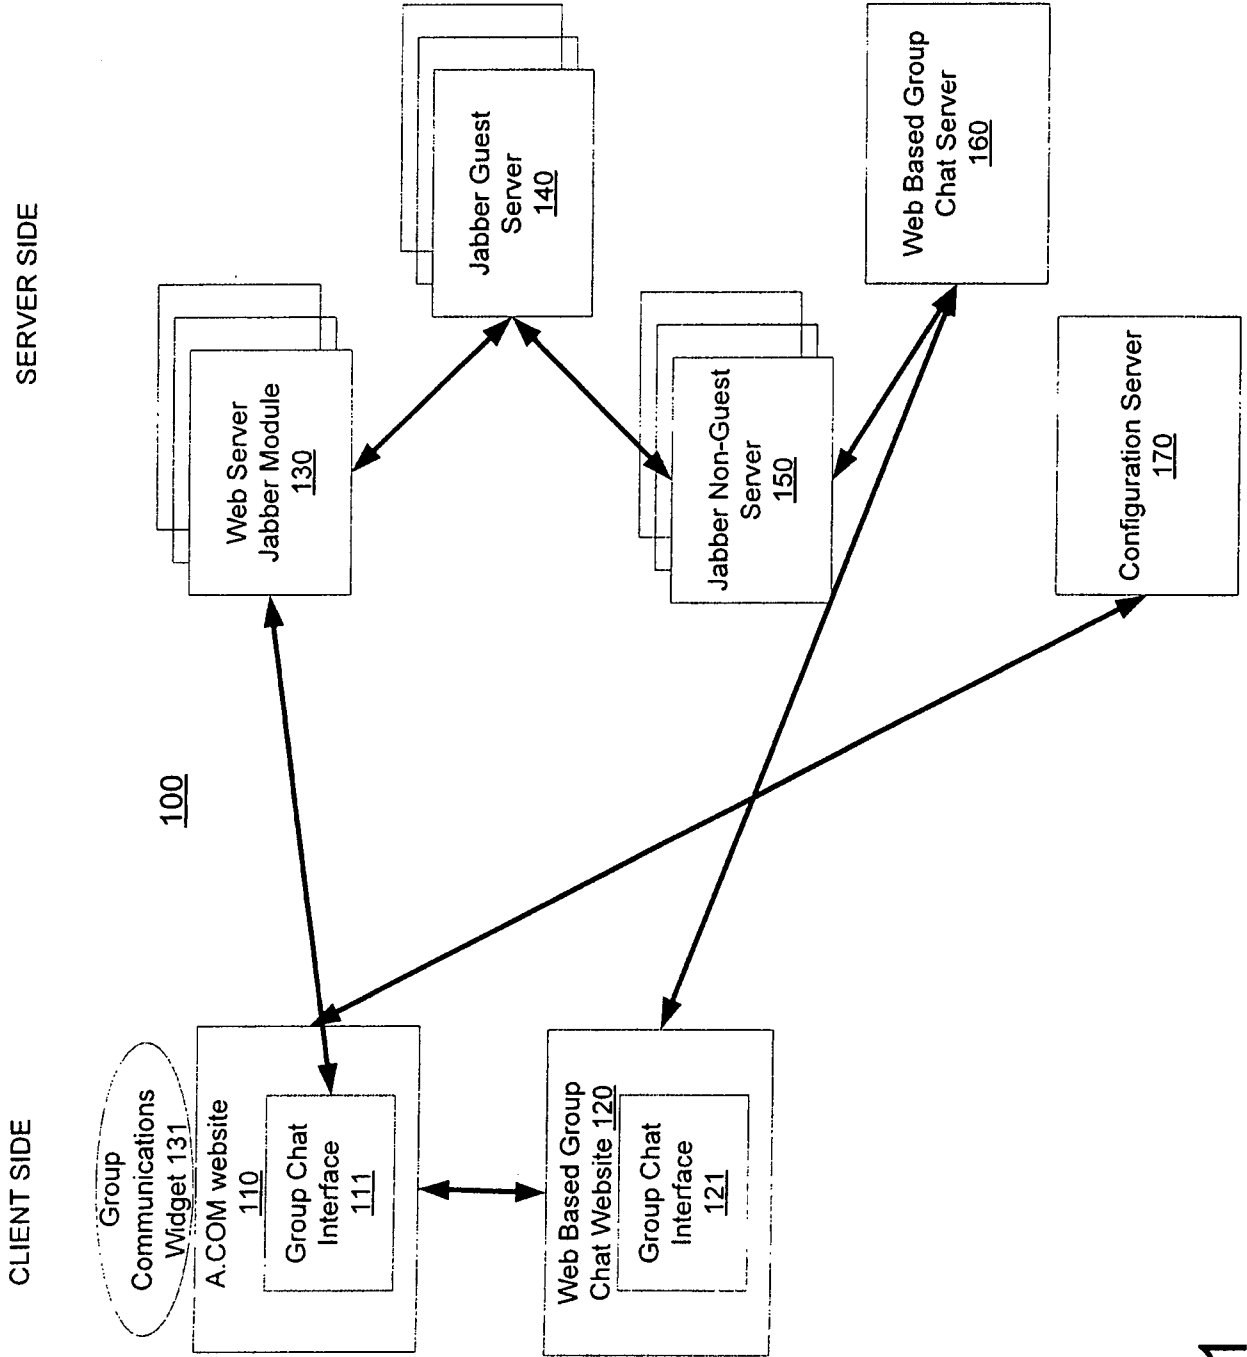 CLIENT SIDE
SERVER SIDE
100
Group
Communications
Widget 131
A.COM website
110
Group Chat
Interface
111
Web Based Group
Chat Website 120
Group Chat
Interface
121
Web Server
Jabber Module
130
Jabber Guest
Server
140
Jabber Non-Guest
Server
150
Web Based Group
Chat Server
160
Configuration Server
170
1